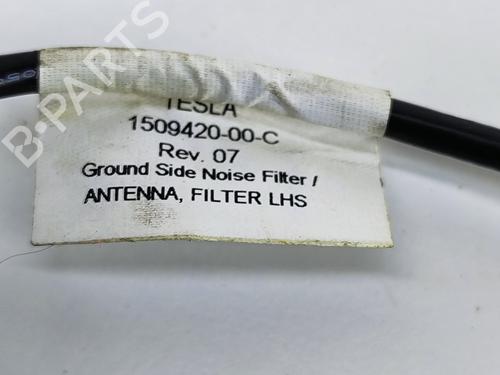 TESLA
1509420-00-C
Rev. 07
Ground Side Noise Filter /
ANTENNA, FILTER LHS
B-PARTS